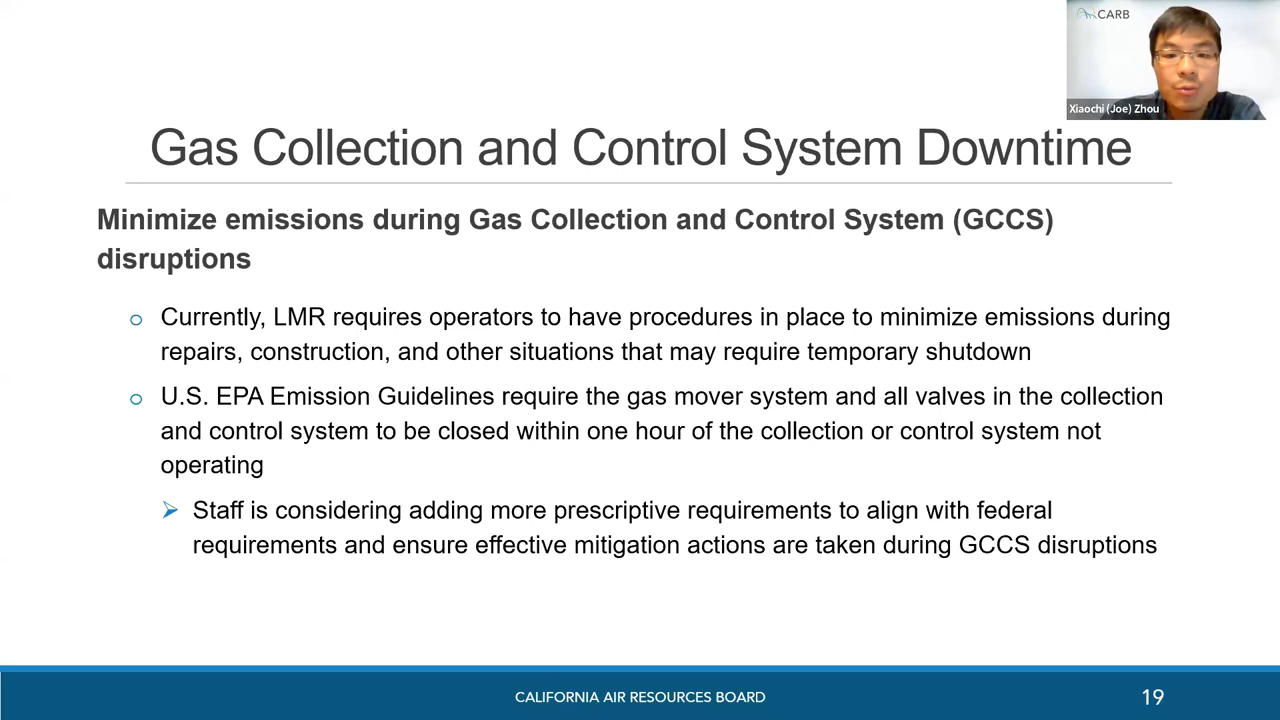 CARB
Xiaochi (Joe) Zhou
Gas Collection and Control System Downtime
Minimize emissions during Gas Collection and Control System (GCCS)
disruptions
o Currently, LMR requires operators to have procedures in place to minimize emissions during
repairs, construction, and other situations that may require temporary shutdown
o U.S. EPA Emission Guidelines require the gas mover system and all valves in the collection
and control system to be closed within one hour of the collection or control system not
operating
➢ Staff is considering adding more prescriptive requirements to align with federal
requirements and ensure effective mitigation actions are taken during GCCS disruptions
CALIFORNIA AIR RESOURCES BOARD
19